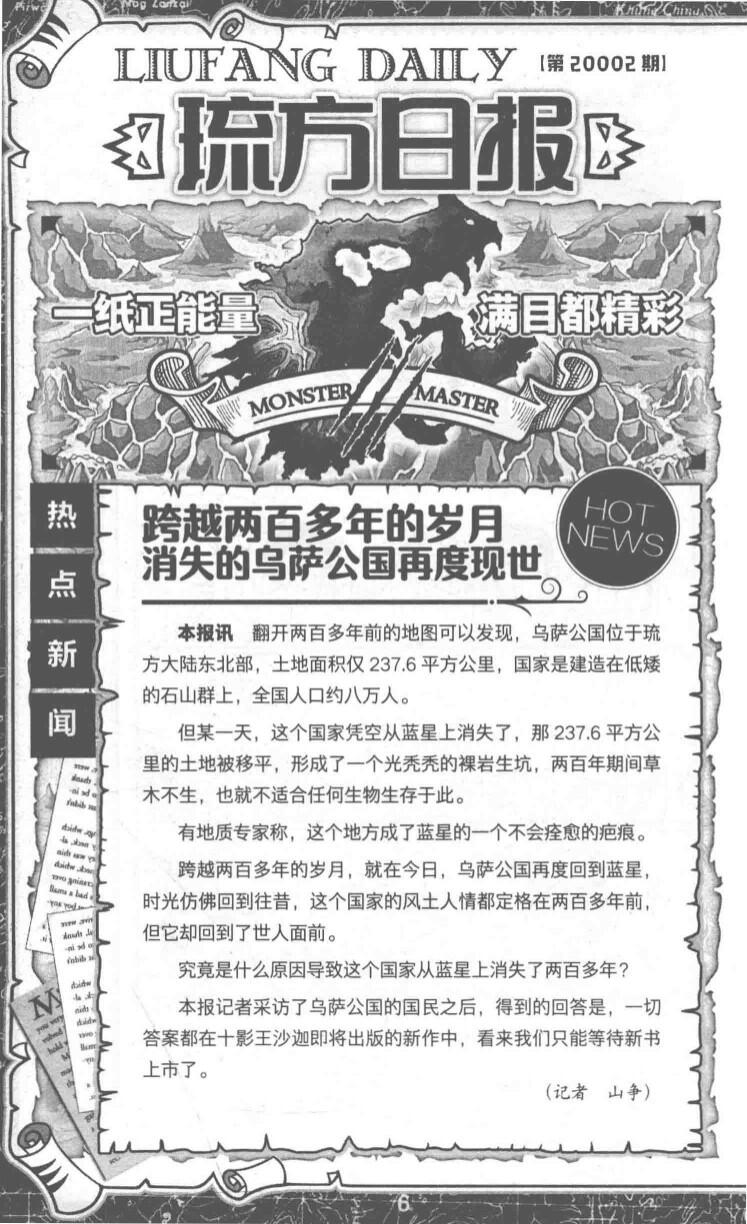 LIUFANG DAILY
【第20002期】
琉方日报
一纸正能量
满目都精彩
MONSTER MASTER
热点新闻
HOT
NEWS
跨越两百多年的岁月
消失的乌萨公国再度现世
本报讯 翻开两百多年前的地图可以发现，乌萨公国位于琉
方大陆东北部，土地面积仅 237.6 平方公里，国家是建造在低矮
的石山群上，全国人口约八万人。
但某一天，这个国家凭空从蓝星上消失了，那 237.6 平方公
里的土地被移平，形成了一个光秃秃的裸岩生坑，两百年期间草
木不生，也就不适合任何生物生存于此。
有地质专家称，这个地方成了蓝星的一个不会痊愈的疤痕。
跨越两百多年的岁月，就在今日，乌萨公国再度回到蓝星，
时光仿佛回到往昔，这个国家的风土人情都定格在两百多年前，
但它却回到了世人面前。
究竟是什么原因导致这个国家从蓝星上消失了两百多年？
本报记者采访了乌萨公国的国民之后，得到的回答是，一切
答案都在十影王沙迦即将出版的新作中，看来我们只能等待新书
上市了。
（记者 山争）
6